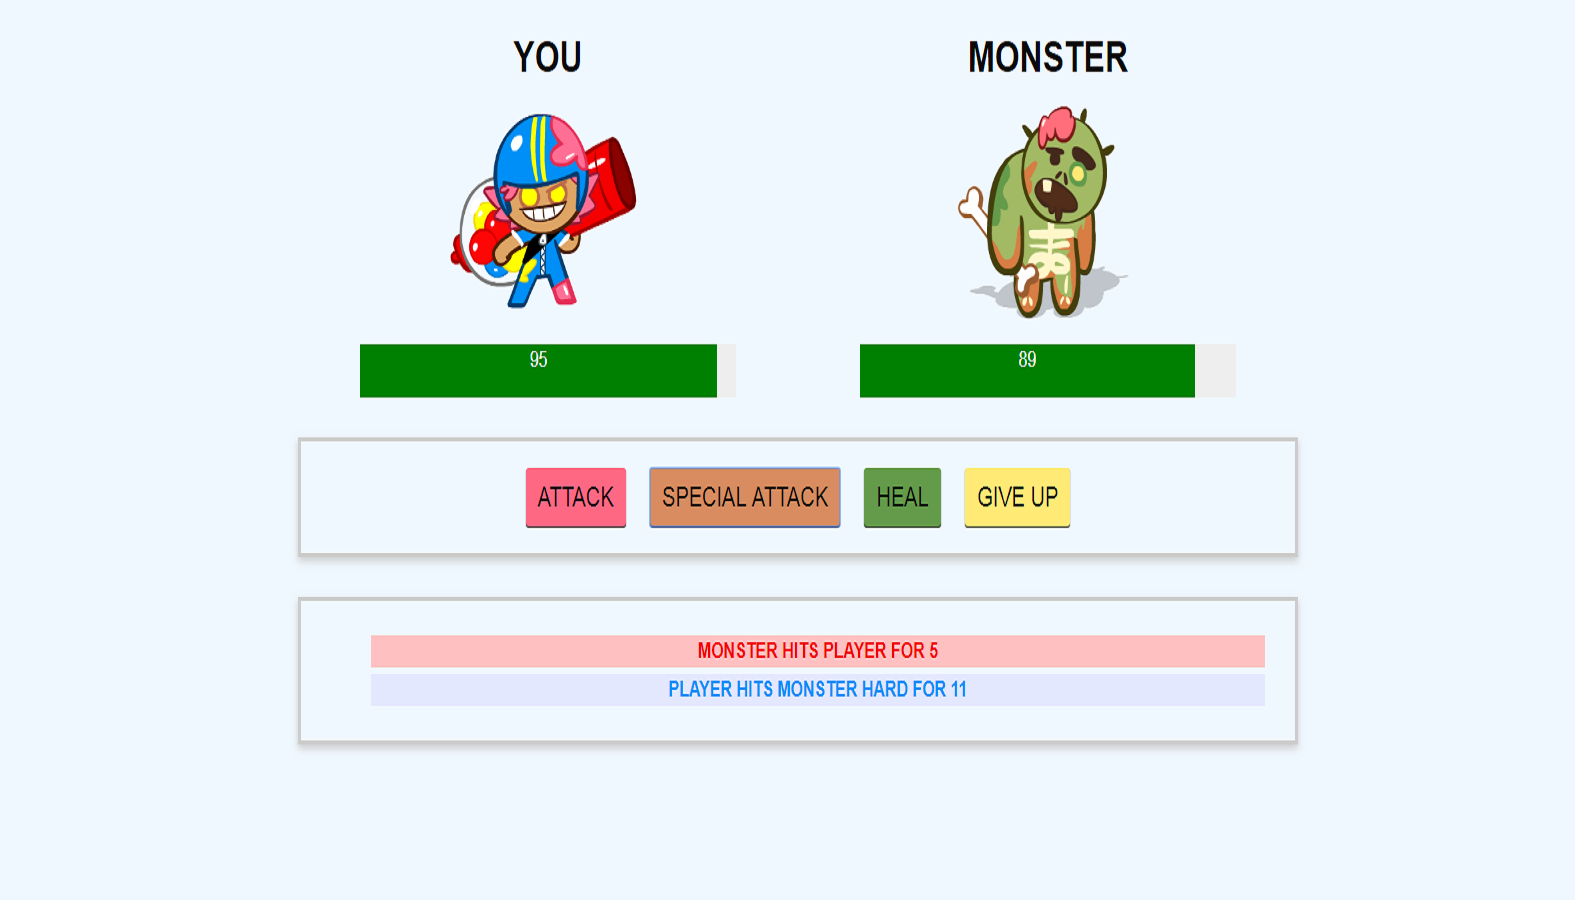 YOU
MONSTER
95
89
ATTACK
SPECIAL ATTACK
HEAL
GIVE UP
MONSTER HITS PLAYER FOR 5
PLAYER HITS MONSTER HARD FOR 11